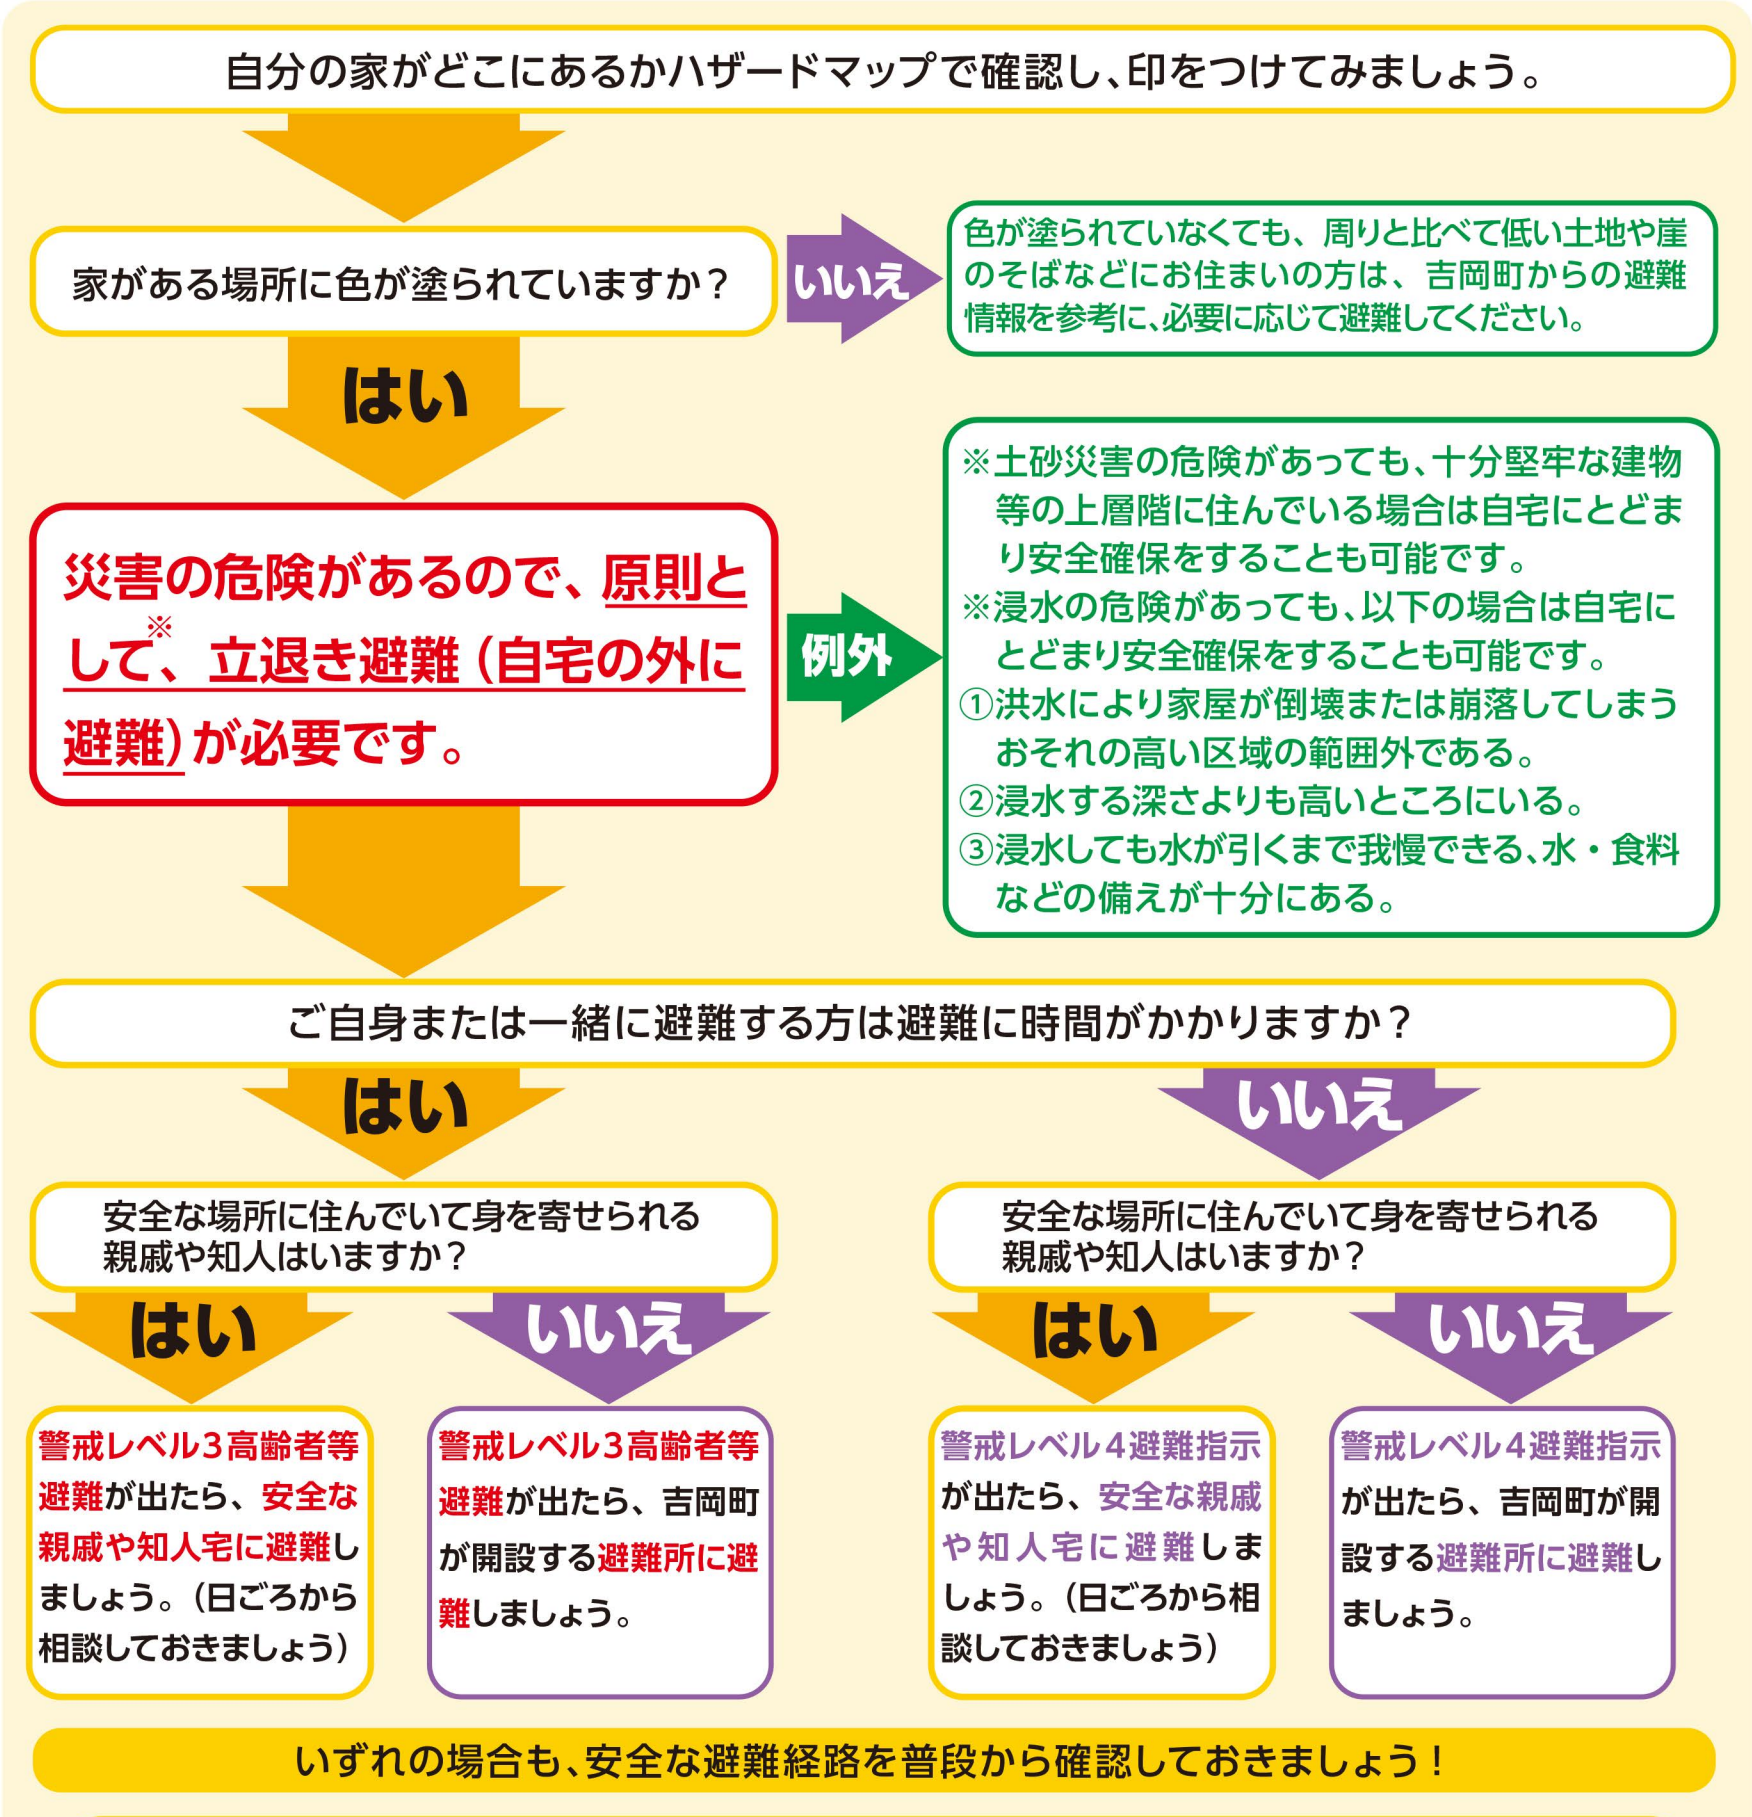 自分の家がどこにあるかハザードマップで確認し、印をつけてみましょう。
家がある場所に色が塗られていますか？
いいえ
色が塗られていなくても、周りと比べて低い土地や崖
のそばなどにお住まいの方は、吉岡町からの避難
情報を参考に、必要に応じて避難してください。
はい
災害の危険があるので、原則と
して、※立退き避難（自宅の外に
避難）が必要です。
例外
※土砂災害の危険があっても、十分堅牢な建物
等の上層階に住んでいる場合は自宅にとどま
り安全確保をすることも可能です。
※浸水の危険があっても、以下の場合は自宅に
とどまり安全確保をすることも可能です。
①洪水により家屋が倒壊または崩落してしまう
おそれの高い区域の範囲外である。
②浸水する深さよりも高いところにいる。
③浸水しても水が引くまで我慢できる、水・食料
などの備えが十分にある。
ご自身または一緒に避難する方は避難に時間がかかりますか？
はい
いいえ
安全な場所に住んでいて身を寄せられる
親戚や知人はいますか？
安全な場所に住んでいて身を寄せられる
親戚や知人はいますか？
はい
いいえ
はい
いいえ
警戒レベル３高齢者等
避難が出たら、安全な
親戚や知人宅に避難し
ましょう。（日ごろから
相談しておきましょう）
警戒レベル３高齢者等
避難が出たら、吉岡町
が開設する避難所に避
難しましょう。
警戒レベル４避難指示
が出たら、安全な親戚
や知人宅に避難しま
しょう。（日ごろから相
談しておきましょう）
警戒レベル４避難指示
が出たら、吉岡町が開
設する避難所に避難し
ましょう。
いずれの場合も、安全な避難経路を普段から確認しておきましょう！